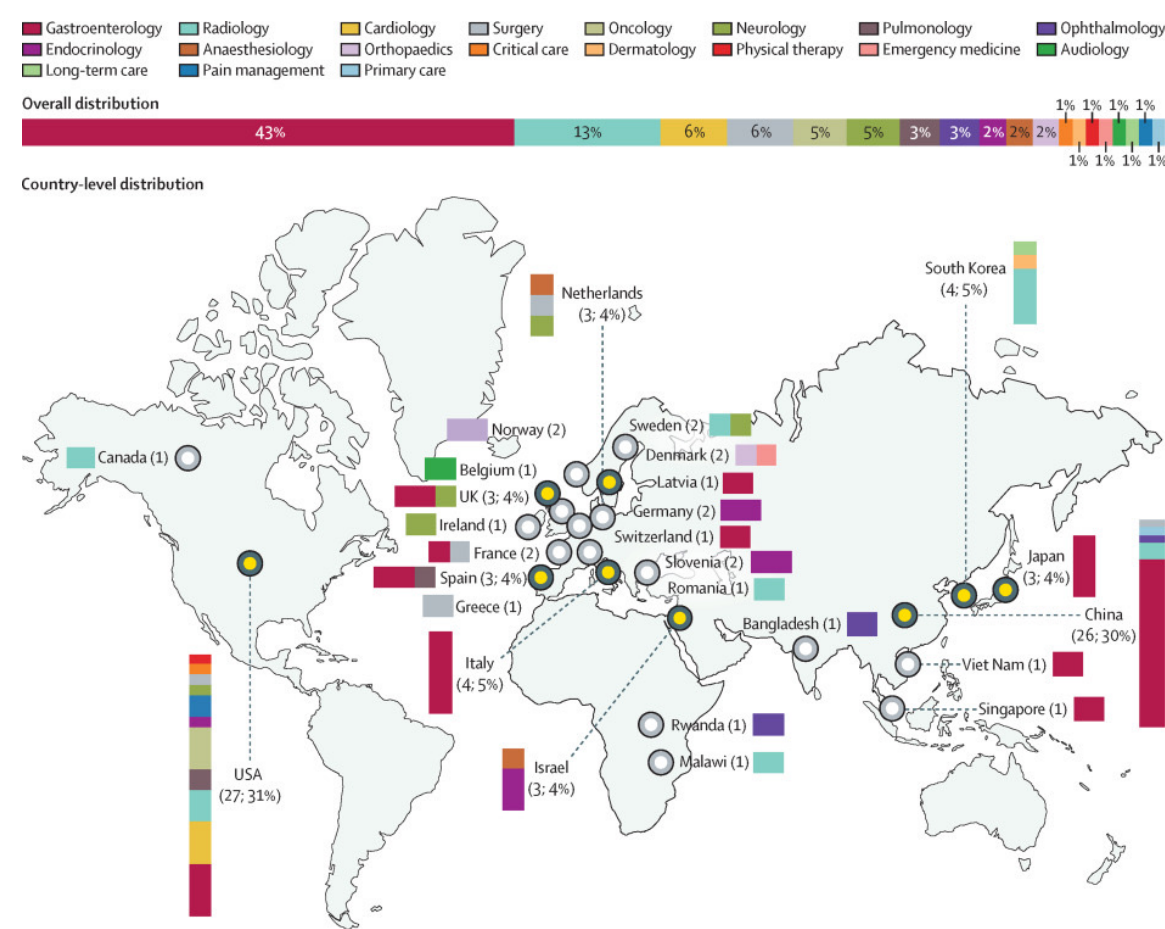 Gastroenterology Radiology Cardiology Surgery Oncology Neurology Pulmonology Ophthalmology
Endocrinology Anaesthesiology Orthopaedics Critical care Dermatology Physical therapy Emergency medicine Audiology
Long-term care Pain management Primary care
Overall distribution
1% 1% 1% 1%
43% 13% 6% 6% 5% 5% 3% 3% 2% 2% 2%
1% 1% 1% 1%
Country-level distribution
South Korea
(4; 5%)
Netherlands
(3; 4%)
Norway (2)
Sweden (2)
Canada (1)
Belgium (1)
Denmark (2)
UK (3; 4%)
Latvia (1)
Ireland (1)
Germany (2)
France (2)
Switzerland (1)
Spain (3; 4%)
Slovenia (2)
Greece (1)
Romania (1)
Japan
(3; 4%)
Bangladesh (1)
China
(26; 30%)
Italy
(4; 5%)
Viet Nam (1)
Singapore (1)
Rwanda (1)
Malawi (1)
Israel
(3; 4%)
USA
(27; 31%)